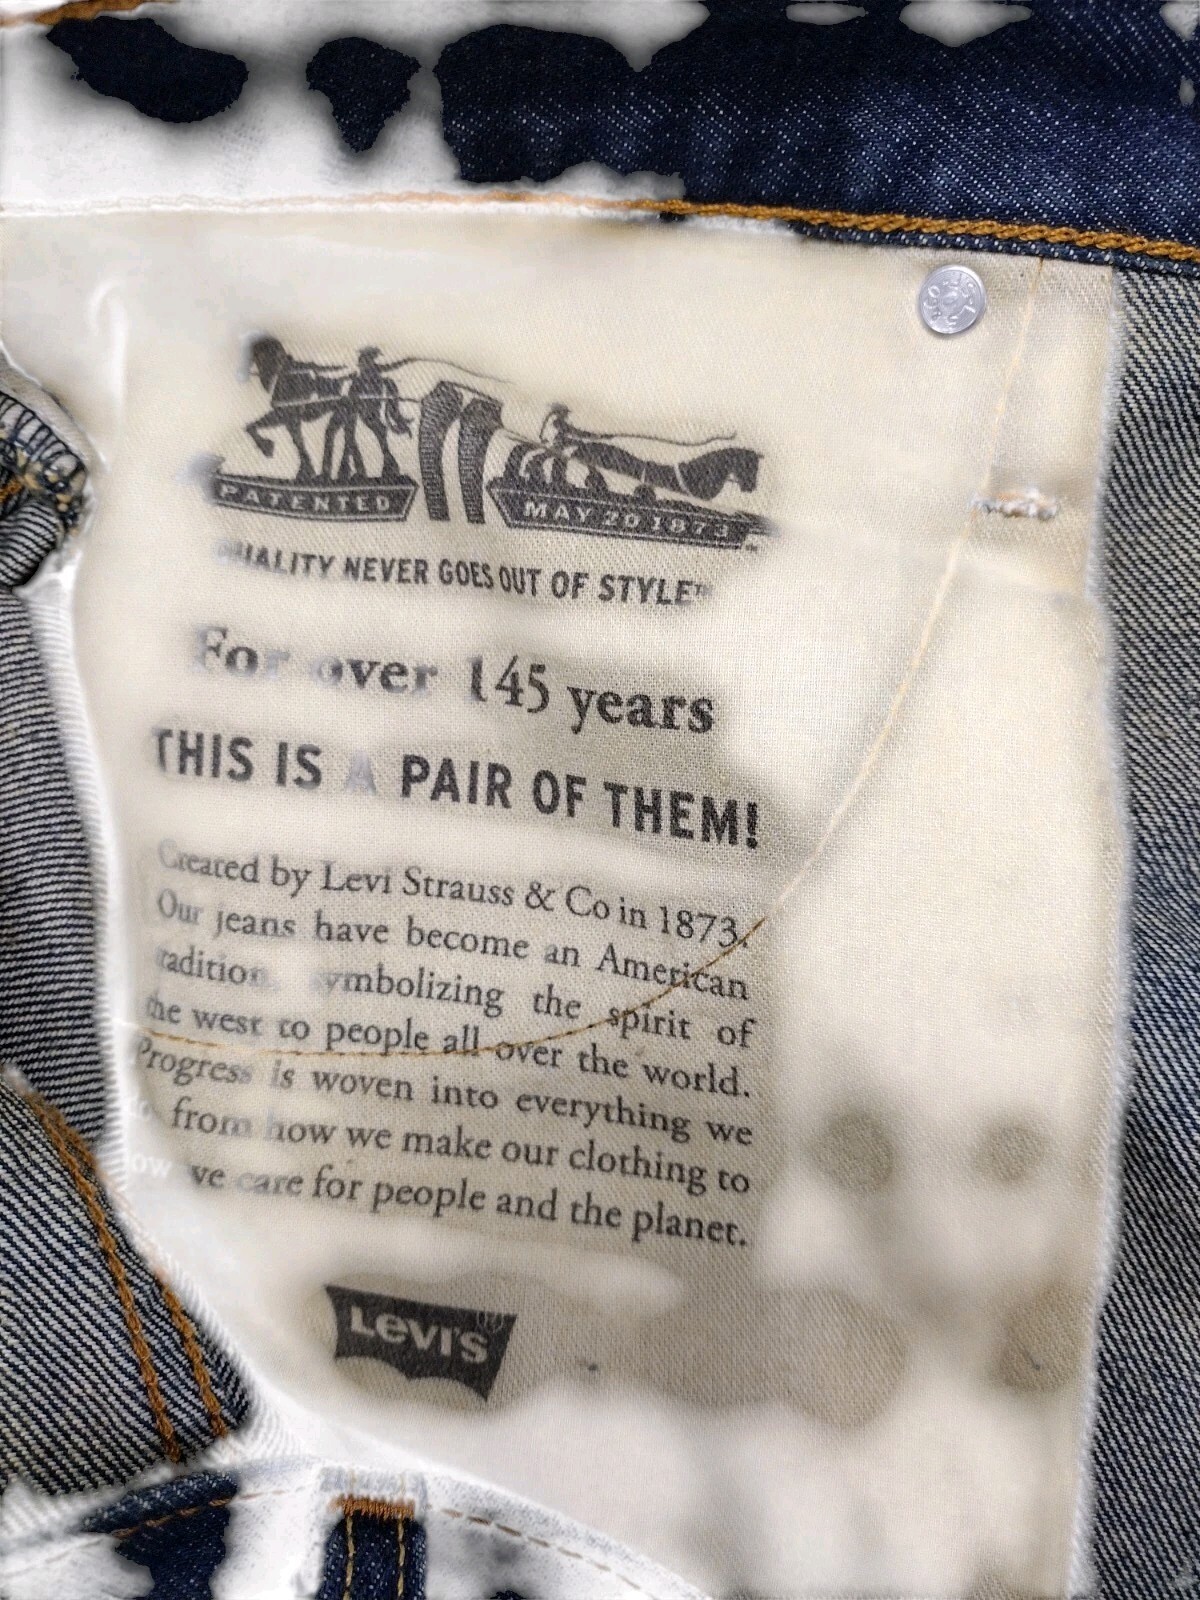 PATENTED MAY 20 1873
QUALITY NEVER GOES OUT OF STYLE™
For over 145 years
THIS IS A PAIR OF THEM!
Created by Levi Strauss & Co in 1873.
Our jeans have become an American
tradition symbolizing the spirit of
the west to people all over the world.
Progress is woven into everything we
from how we make our clothing to
how we care for people and the planet.
LEVI'S